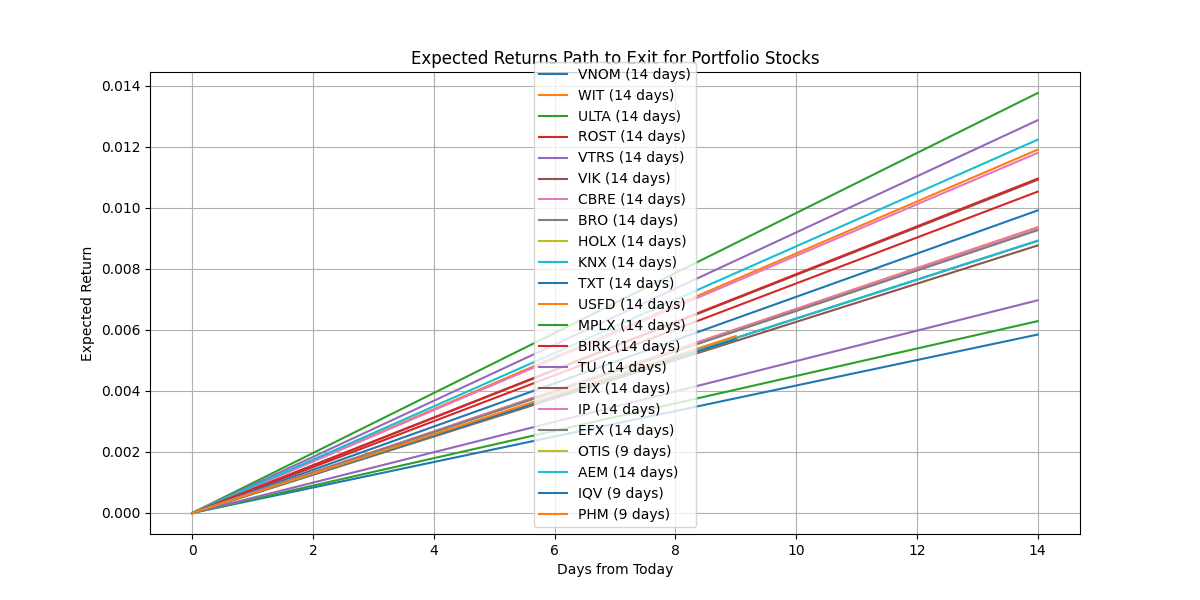 Expected Returns Path to Exit for Portfolio Stocks
VNOM (14 days)
WIT (14 days)
ULTA (14 days)
ROST (14 days)
VTRS (14 days)
VIK (14 days)
CBRE (14 days)
BRO (14 days)
HOLX (14 days)
KNX (14 days)
TXT (14 days)
USFD (14 days)
MPLX (14 days)
BIRK (14 days)
TU (14 days)
EIX (14 days)
IP (14 days)
EFX (14 days)
OTIS (9 days)
AEM (14 days)
IQV (9 days)
PHM (9 days)
Expected Return
0.014
0.012
0.010
0.008
0.006
0.004
0.002
0.000
0 2 4 6 8 10 12 14
Days from Today